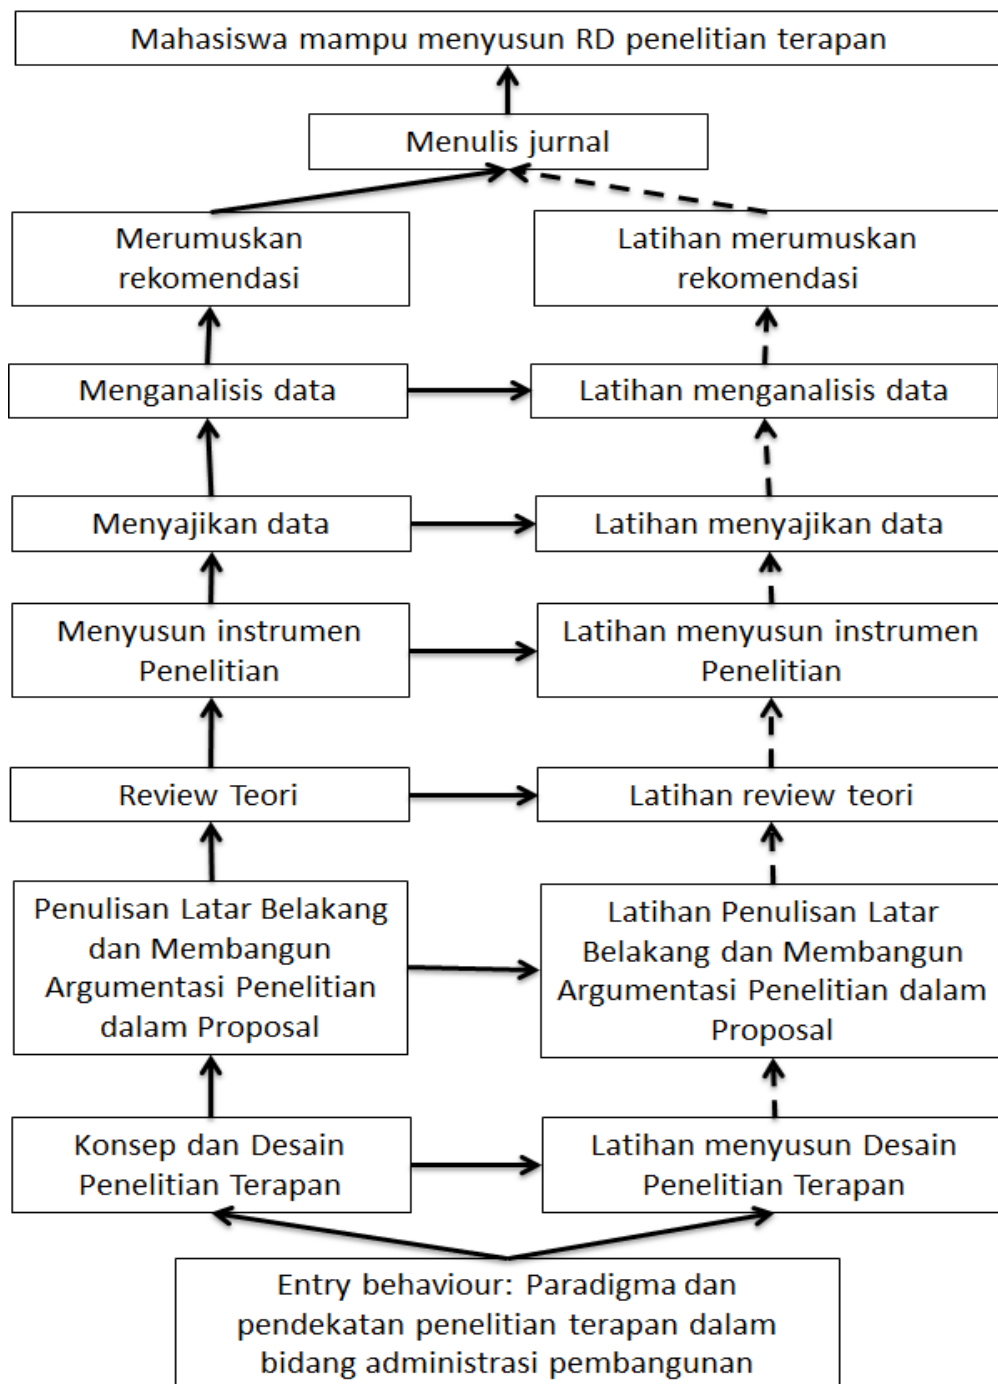 Mahasiswa mampu menyusun RD penelitian terapan
Menulis jurnal
Merumuskan
rekomendasi
Latihan merumuskan
rekomendasi
Menganalisis data
Latihan menganalisis data
Menyajikan data
Latihan menyajikan data
Menyusun instrumen
Penelitian
Latihan menyusun instrumen
Penelitian
Review Teori
Latihan review teori
Penulisan Latar Belakang
dan Membangun
Argumentasi Penelitian
dalam Proposal
Latihan Penulisan Latar
Belakang dan Membangun
Argumentasi Penelitian dalam
Proposal
Konsep dan Desain
Penelitian Terapan
Latihan menyusun Desain
Penelitian Terapan
Entry behaviour: Paradigma dan
pendekatan penelitian terapan dalam
bidang administrasi pembangunan